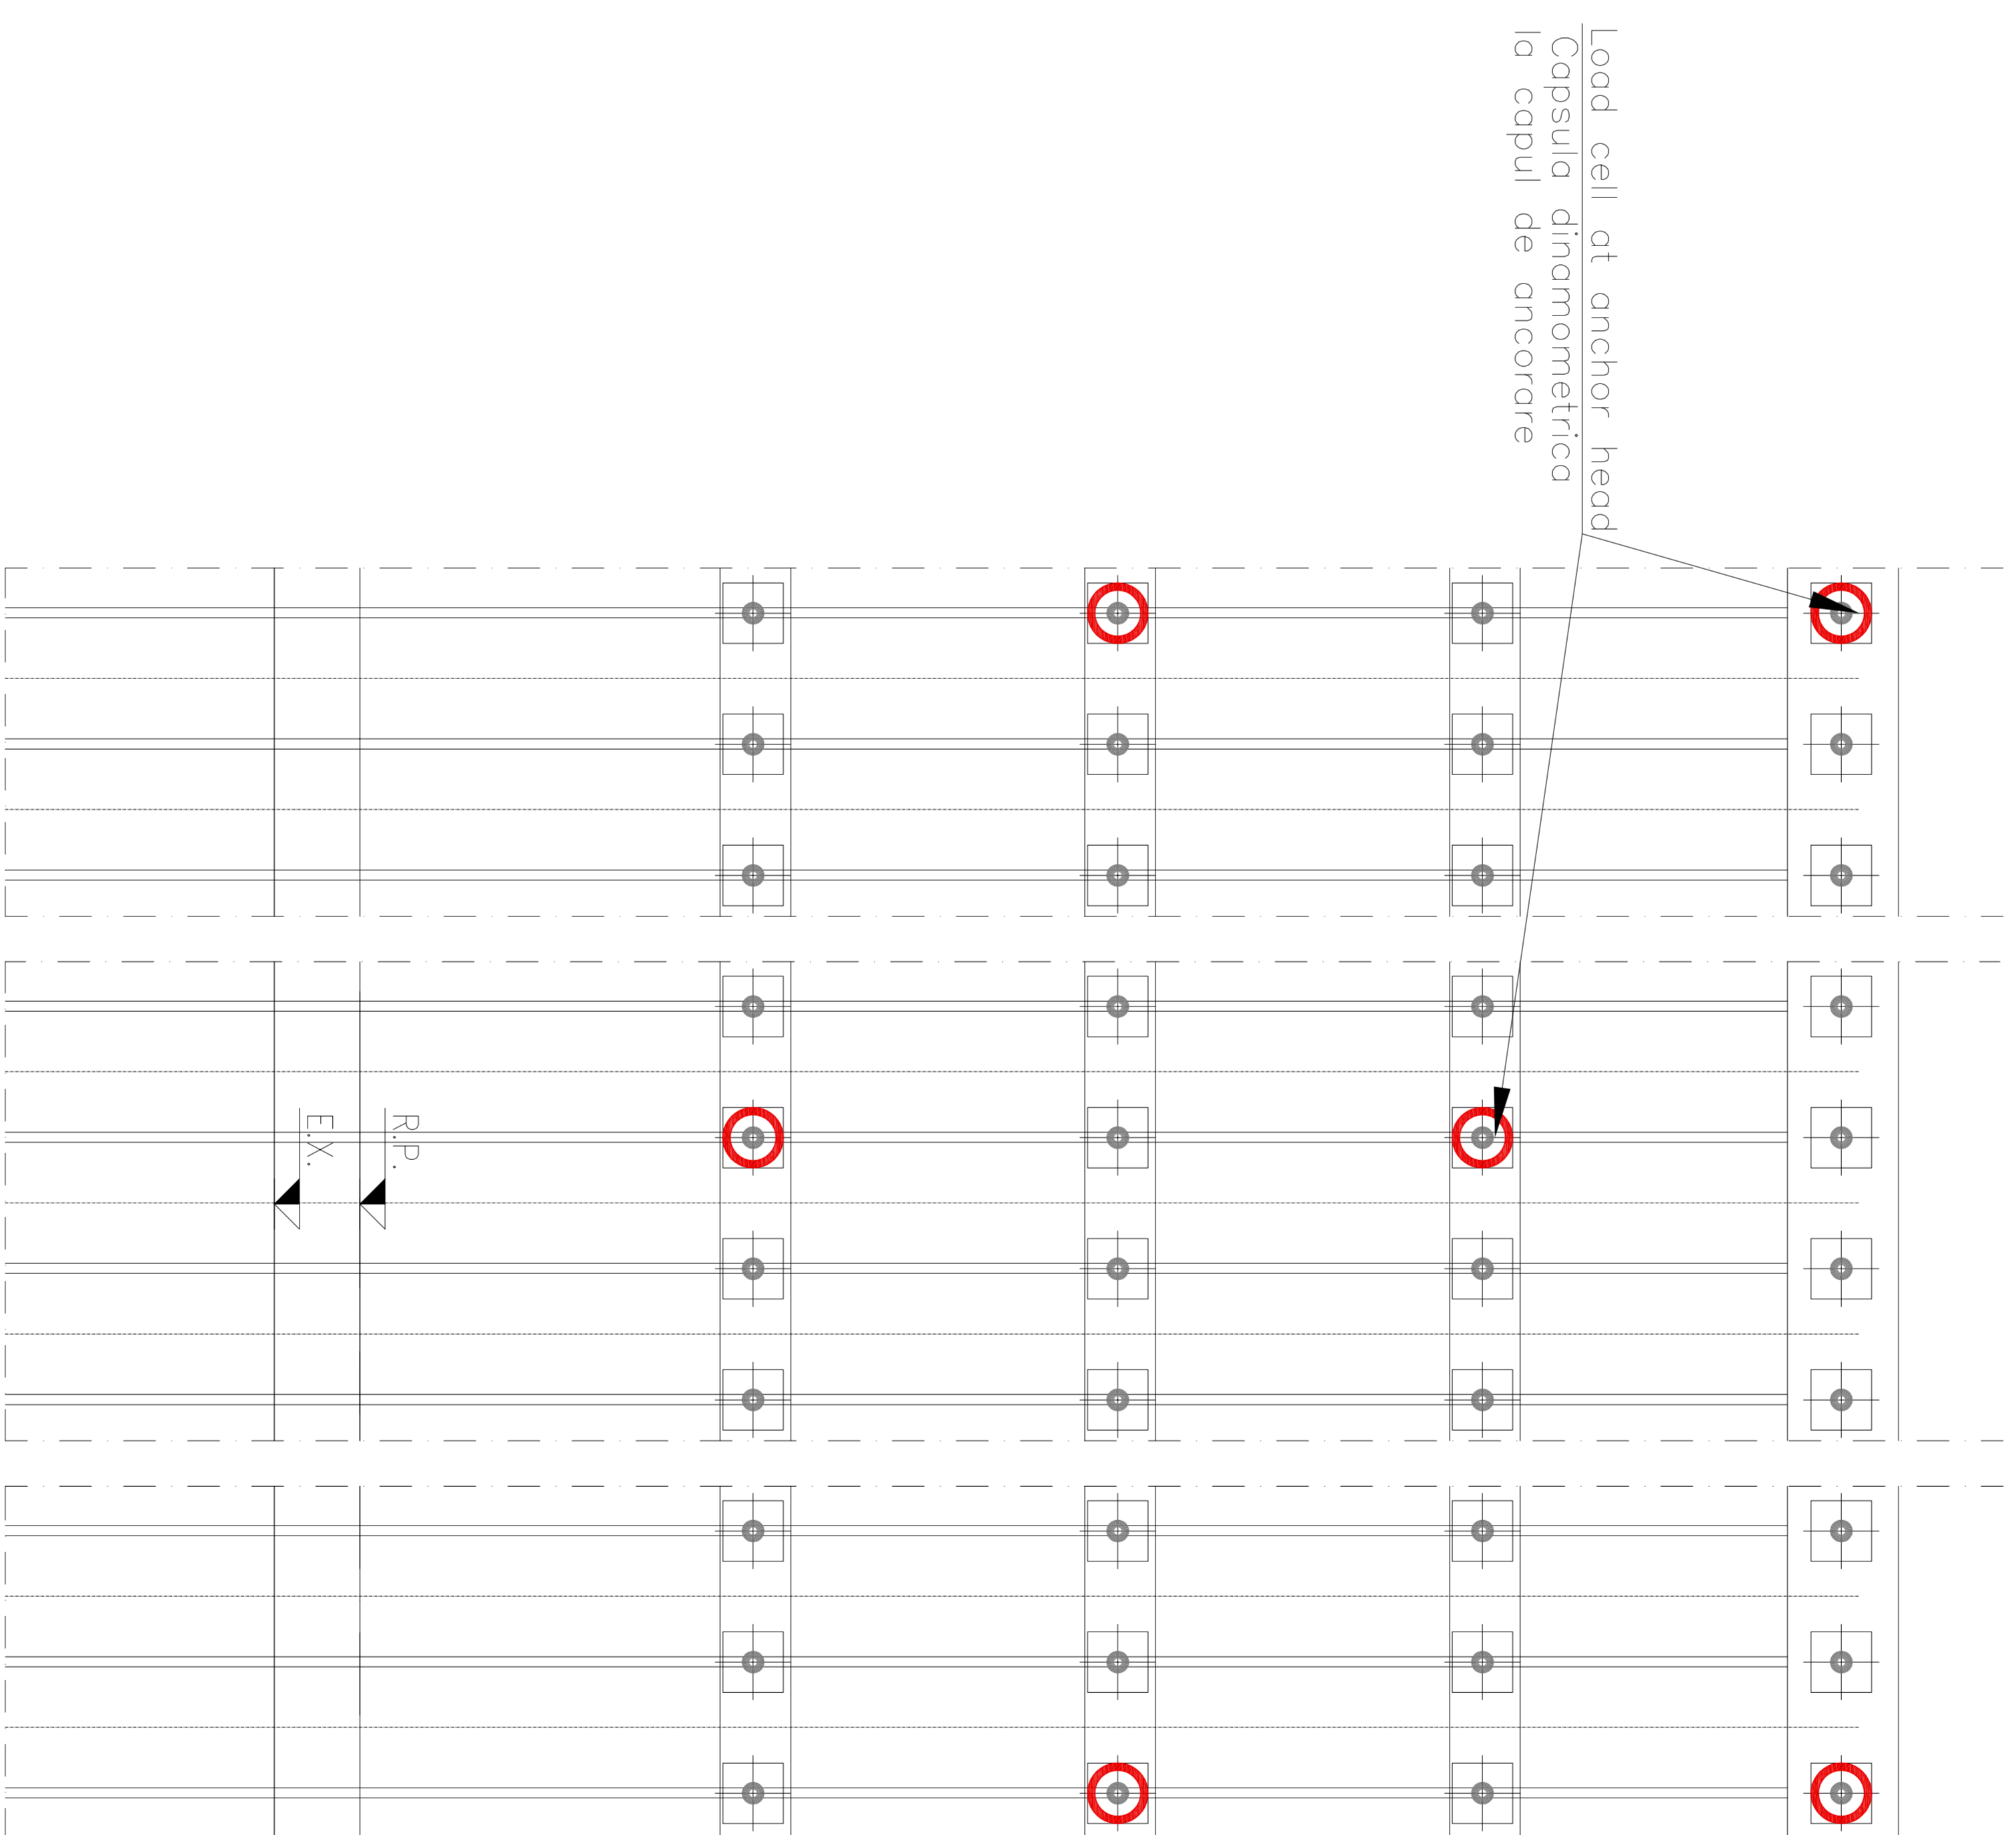 Load cell at anchor head
Capsula dinamometrica
la capul de ancorare
R.P.
E.X.